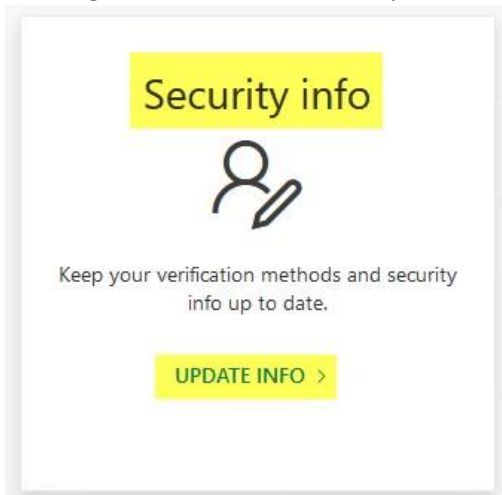 Security info
Keep your verification methods and security
info up to date.
UPDATE INFO >